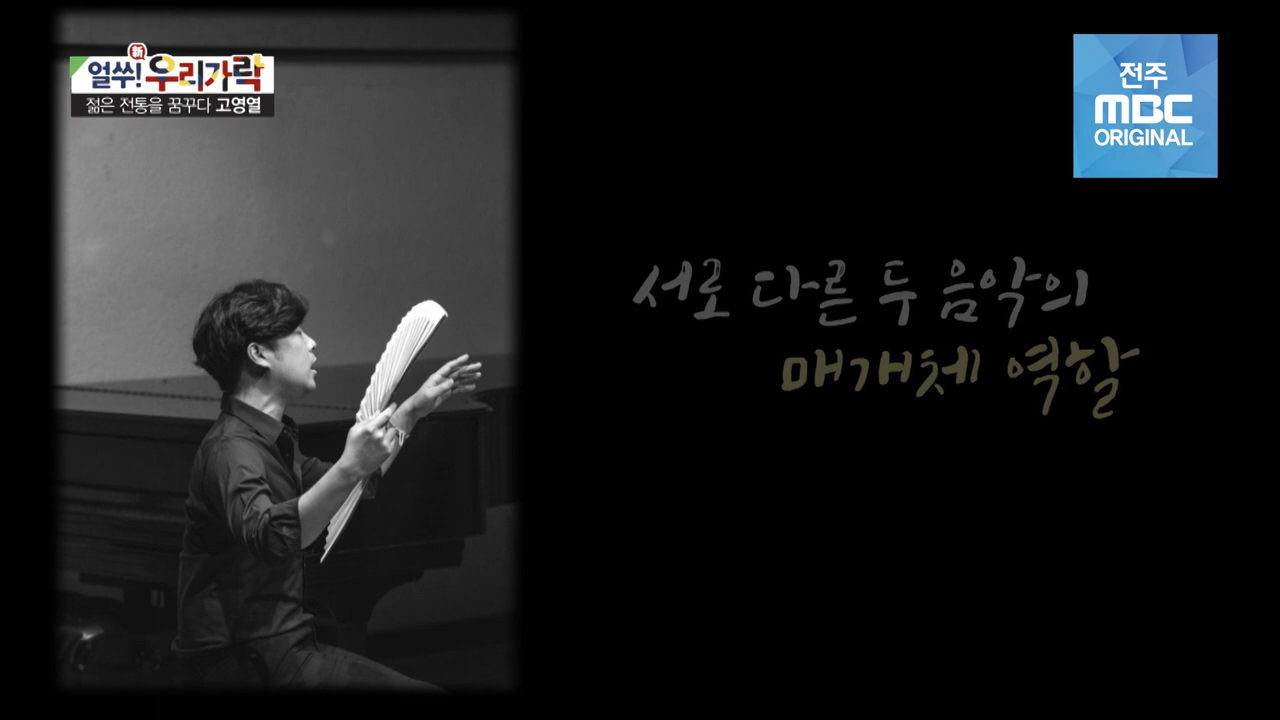 新
얼쑤! 우리가락
젊은 전통을 꿈꾸다 고영열
전주
MBC
ORIGINAL
서로 다른 두 음악의
매개체 역할